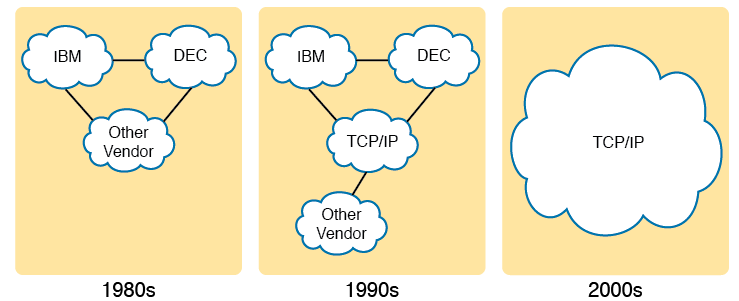 IBM
DEC
Other
Vendor
1980s
IBM
DEC
TCP/IP
Other
Vendor
1990s
TCP/IP
2000s